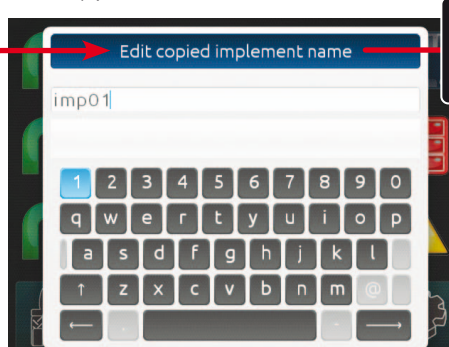 Edit copied implement name
imp01
1 2 3 4 5 6 7 8 9 0
q w e r t y u i o p
a s d f g h j k l
↑ z x c v b n m @
← . - →